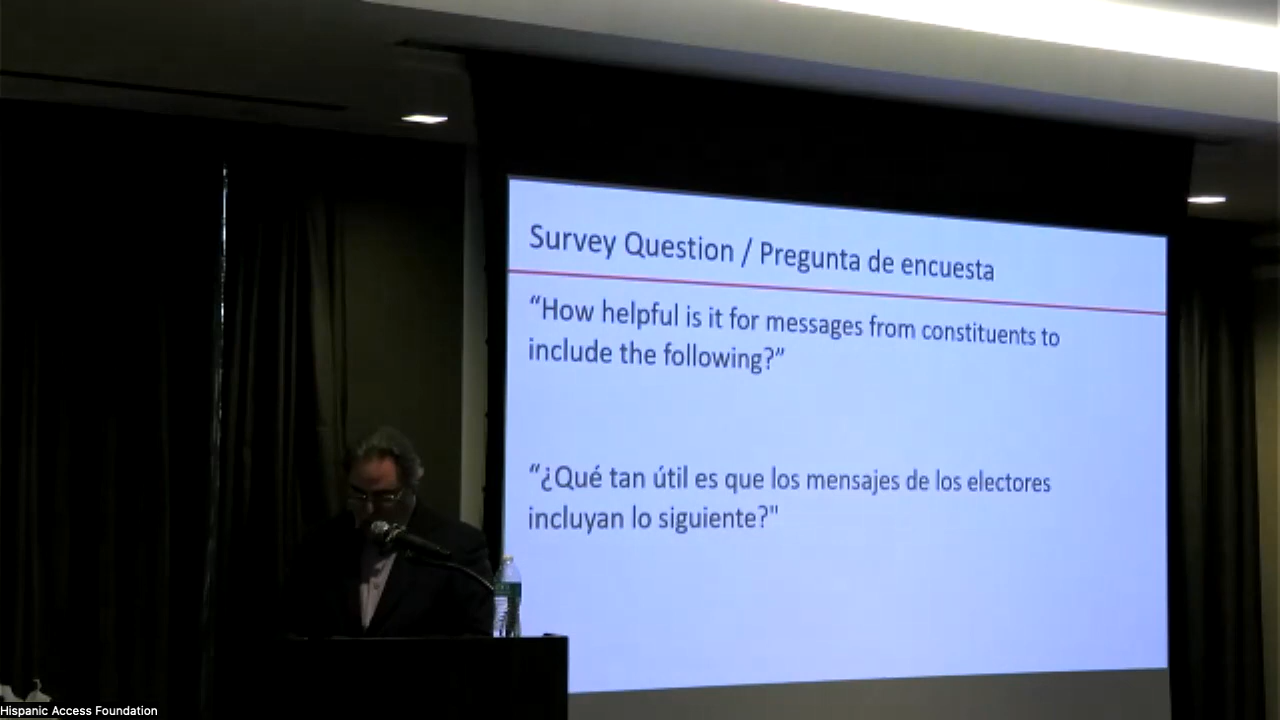 Survey Question / Pregunta de encuesta
“How helpful is it for messages from constituents to
include the following?”
“¿Qué tan útil es que los mensajes de los electores
incluyan lo siguiente?"
Hispanic Access Foundation